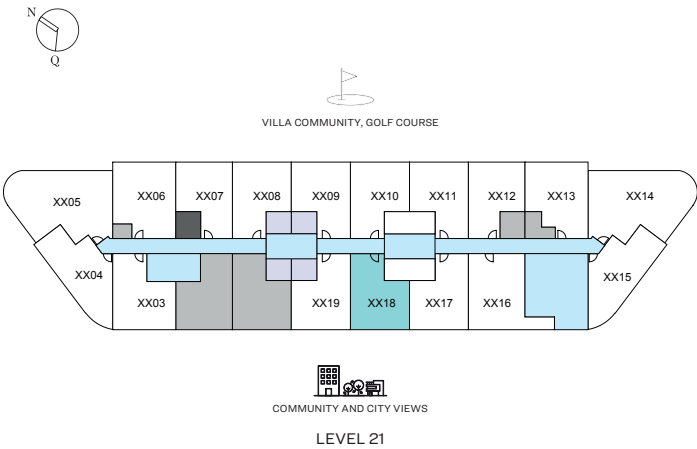 N
Q
VILLA COMMUNITY, GOLF COURSE
XX05
XX06
XX07
XX08
XX09
XX10
XX11
XX12
XX13
XX14
XX04
XX03
XX19
XX18
XX17
XX16
XX15
COMMUNITY AND CITY VIEWS
LEVEL 21